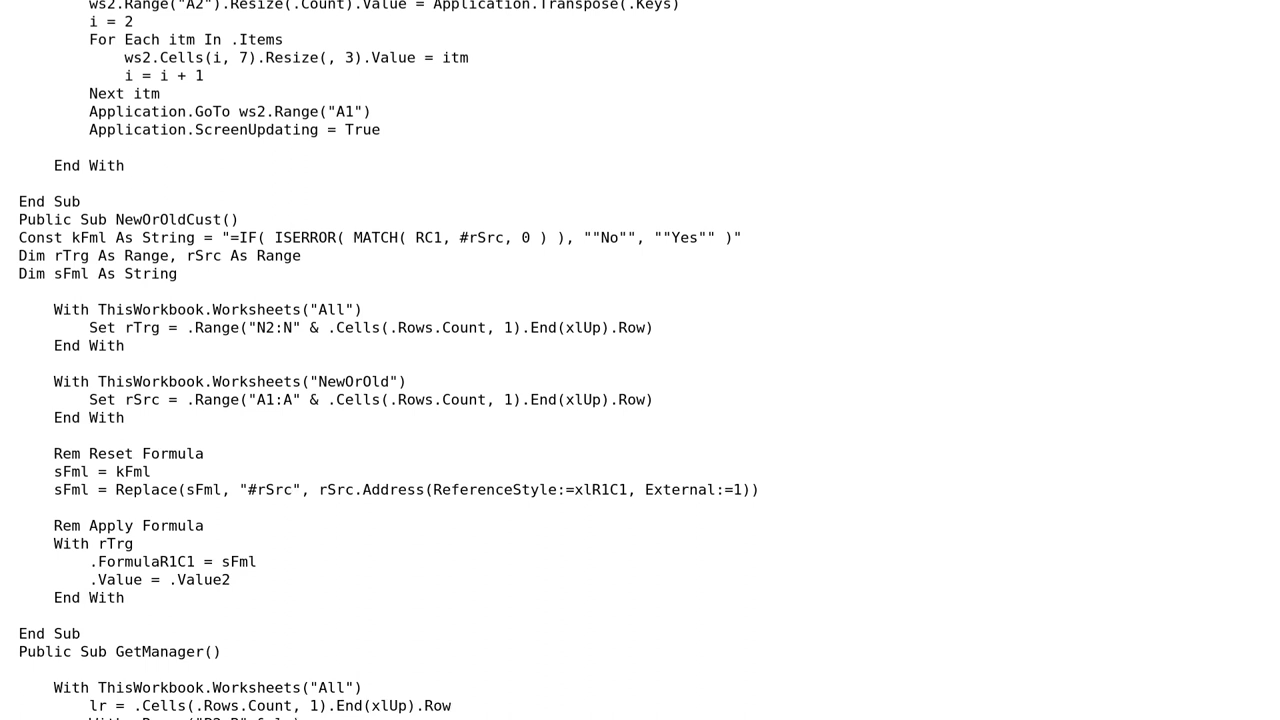 ws2.Range("A2").Resize(.Count).Value = Application.Transpose(.Keys)
i = 2
For Each itm In .Items
ws2.Cells(i, 7).Resize(, 3).Value = itm
i = i + 1
Next itm
Application.GoTo ws2.Range("A1")
Application.ScreenUpdating = True
End With
End Sub
Public Sub NewOrOldCust()
Const kFml As String = "=IF( ISERROR( MATCH( RC1, #rSrc, 0 ) ), ""No"", ""Yes"" )"
Dim rTrg As Range, rSrc As Range
Dim sFml As String
With ThisWorkbook.Worksheets("All")
Set rTrg = .Range("N2:N" & .Cells(.Rows.Count, 1).End(xlUp).Row)
End With
With ThisWorkbook.Worksheets("NewOrOld")
Set rSrc = .Range("A1:A" & .Cells(.Rows.Count, 1).End(xlUp).Row)
End With
Rem Reset Formula
sFml = kFml
sFml = Replace(sFml, "#rSrc", rSrc.Address(ReferenceStyle:=xlR1C1, External:=1))
Rem Apply Formula
With rTrg
.FormulaR1C1 = sFml
.Value = .Value2
End With
End Sub
Public Sub GetManager()
With ThisWorkbook.Worksheets("All")
lr = .Cells(.Rows.Count, 1).End(xlUp).Row